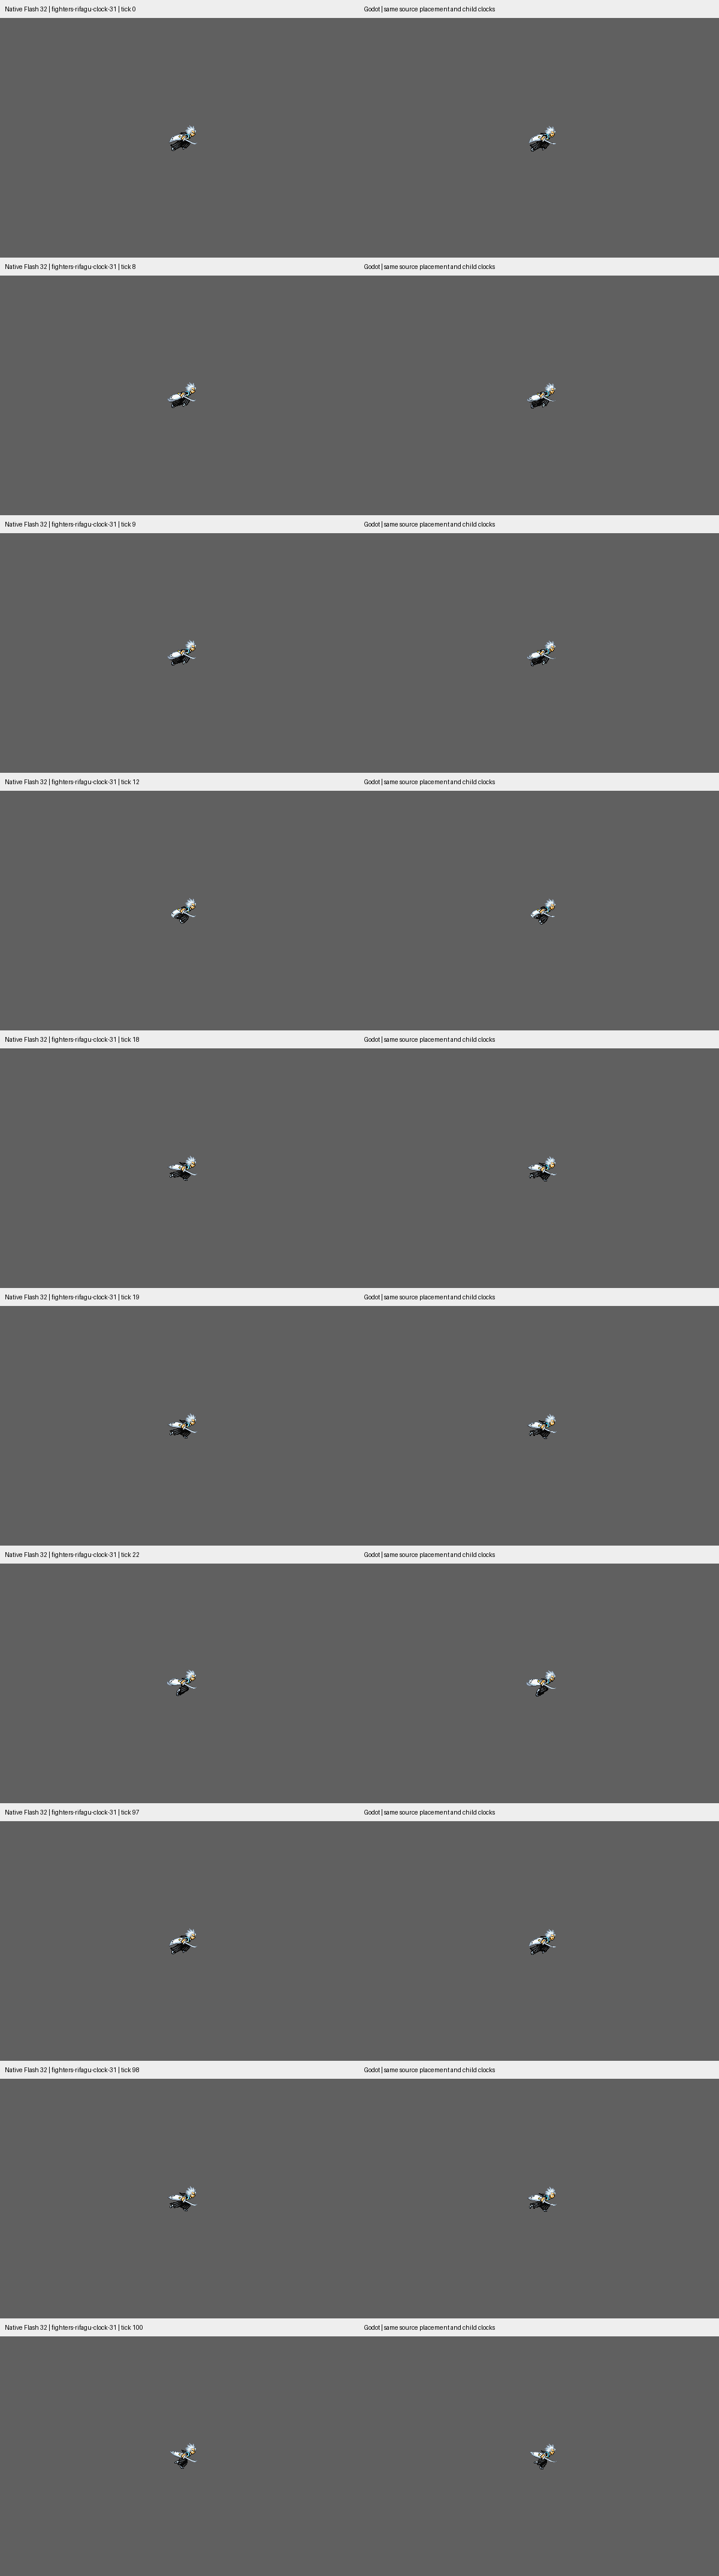 Native Flash 32 | fighters-rifagu-clock-31 | tick 0
Godot | same source placement and child clocks
Native Flash 32 | fighters-rifagu-clock-31 | tick 8
Godot | same source placement and child clocks
Native Flash 32 | fighters-rifagu-clock-31 | tick 9
Godot | same source placement and child clocks
Native Flash 32 | fighters-rifagu-clock-31 | tick 12
Godot | same source placement and child clocks
Native Flash 32 | fighters-rifagu-clock-31 | tick 18
Godot | same source placement and child clocks
Native Flash 32 | fighters-rifagu-clock-31 | tick 19
Godot | same source placement and child clocks
Native Flash 32 | fighters-rifagu-clock-31 | tick 22
Godot | same source placement and child clocks
Native Flash 32 | fighters-rifagu-clock-31 | tick 97
Godot | same source placement and child clocks
Native Flash 32 | fighters-rifagu-clock-31 | tick 98
Godot | same source placement and child clocks
Native Flash 32 | fighters-rifagu-clock-31 | tick 100
Godot | same source placement and child clocks